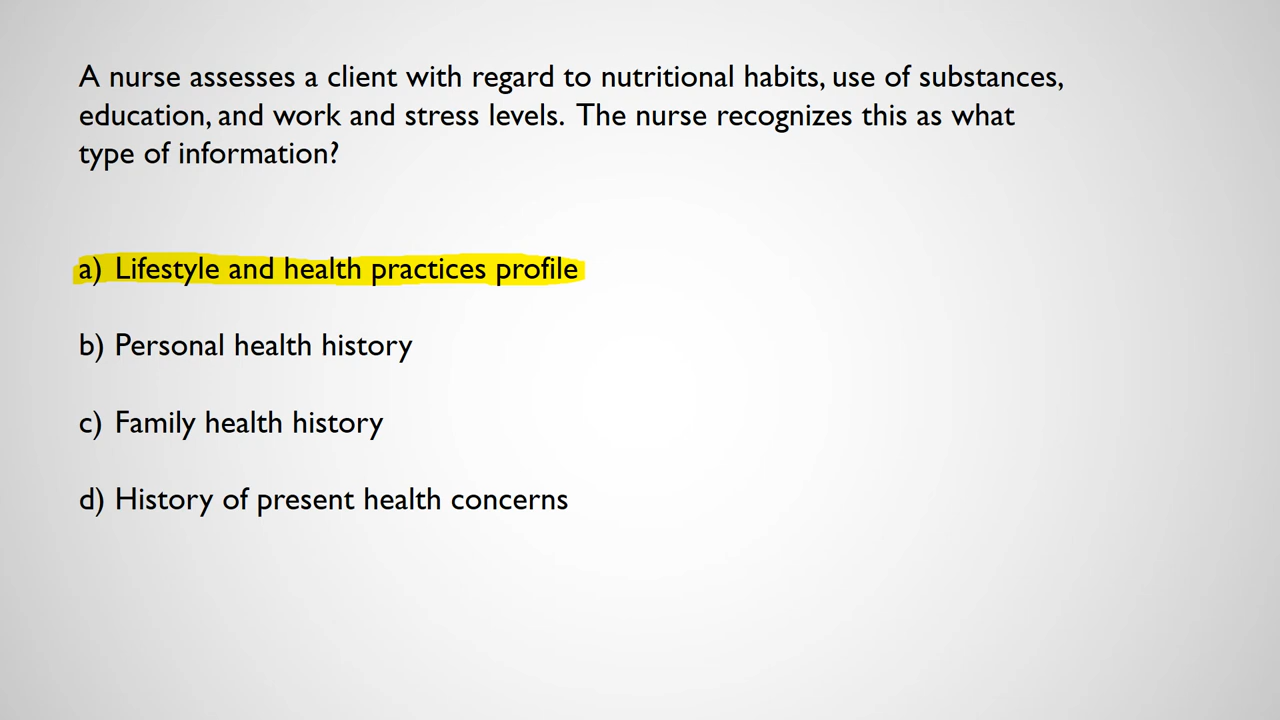 A nurse assesses a client with regard to nutritional habits, use of substances,
education, and work and stress levels. The nurse recognizes this as what
type of information?
a) Lifestyle and health practices profile
b) Personal health history
c) Family health history
d) History of present health concerns